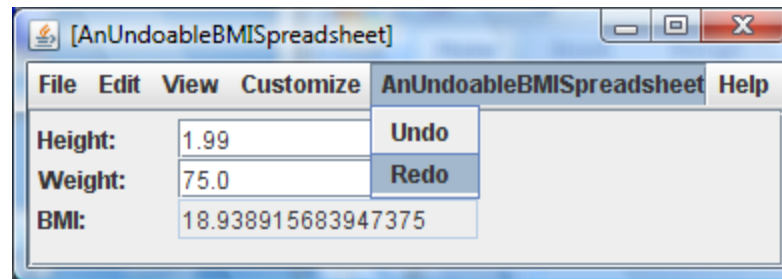 [AnUndoableBMISpreadsheet]
File Edit View Customize AnUndoableBMISpreadsheet Help
Height: 1.99 Undo
Weight: 75.0 Redo
BMI: 18.938915683947375